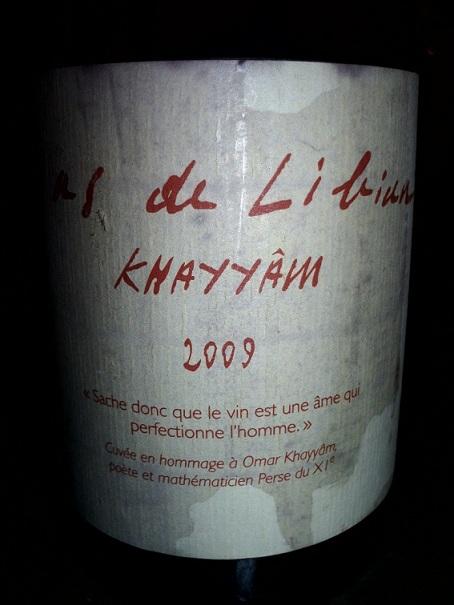 de Libian
KHAYYÂM
2009
« Sache donc que le vin est une âme qui
perfectionne l'homme. »
Cuvée en hommage à Omar Khayyâm,
poète et mathématicien Perse du XIe